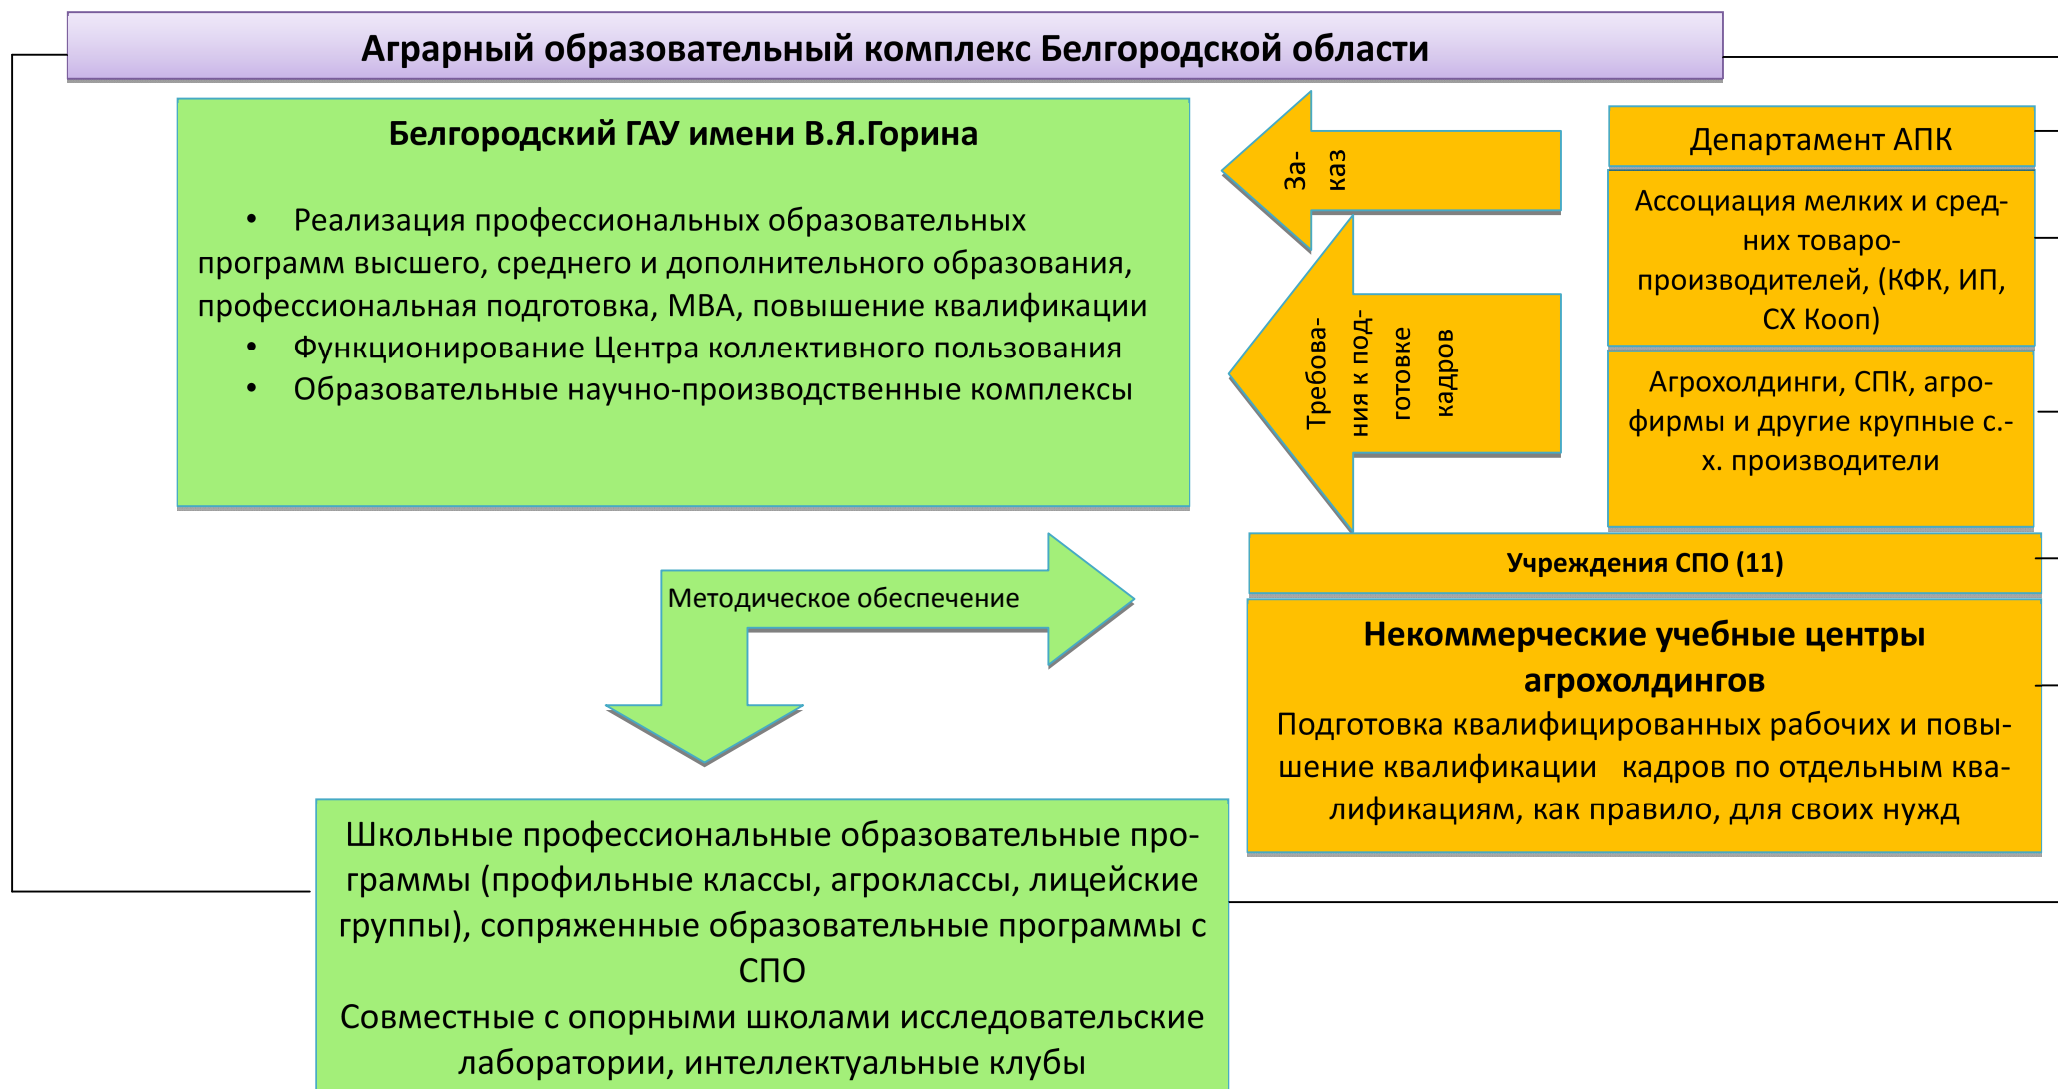 Аграрный образовательный комплекс Белгородской области
Белгородский ГАУ имени В.Я.Горина
• Реализация профессиональных образовательных
программ высшего, среднего и дополнительного образования,
профессиональная подготовка, МВА, повышение квалификации
• Функционирование Центра коллективного пользования
• Образовательные научно-производственные комплексы
За-
каз
Требова-
ния к под-
готовке
кадров
Департамент АПК
Ассоциация мелких и сред-
них товаро-
производителей, (КФК, ИП,
СХ Кооп)
Агрохолдинги, СПК, агро-
фирмы и другие крупные с.-
х. производители
Учреждения СПО (11)
Некоммерческие учебные центры
агрохолдингов
Подготовка квалифицированных рабочих и повы-
шение квалификации кадров по отдельным ква-
лификациям, как правило, для своих нужд
Методическое обеспечение
Школьные профессиональные образовательные про-
граммы (профильные классы, агроклассы, лицейские
группы), сопряженные образовательные программы с
СПО
Совместные с опорными школами исследовательские
лаборатории, интеллектуальные клубы